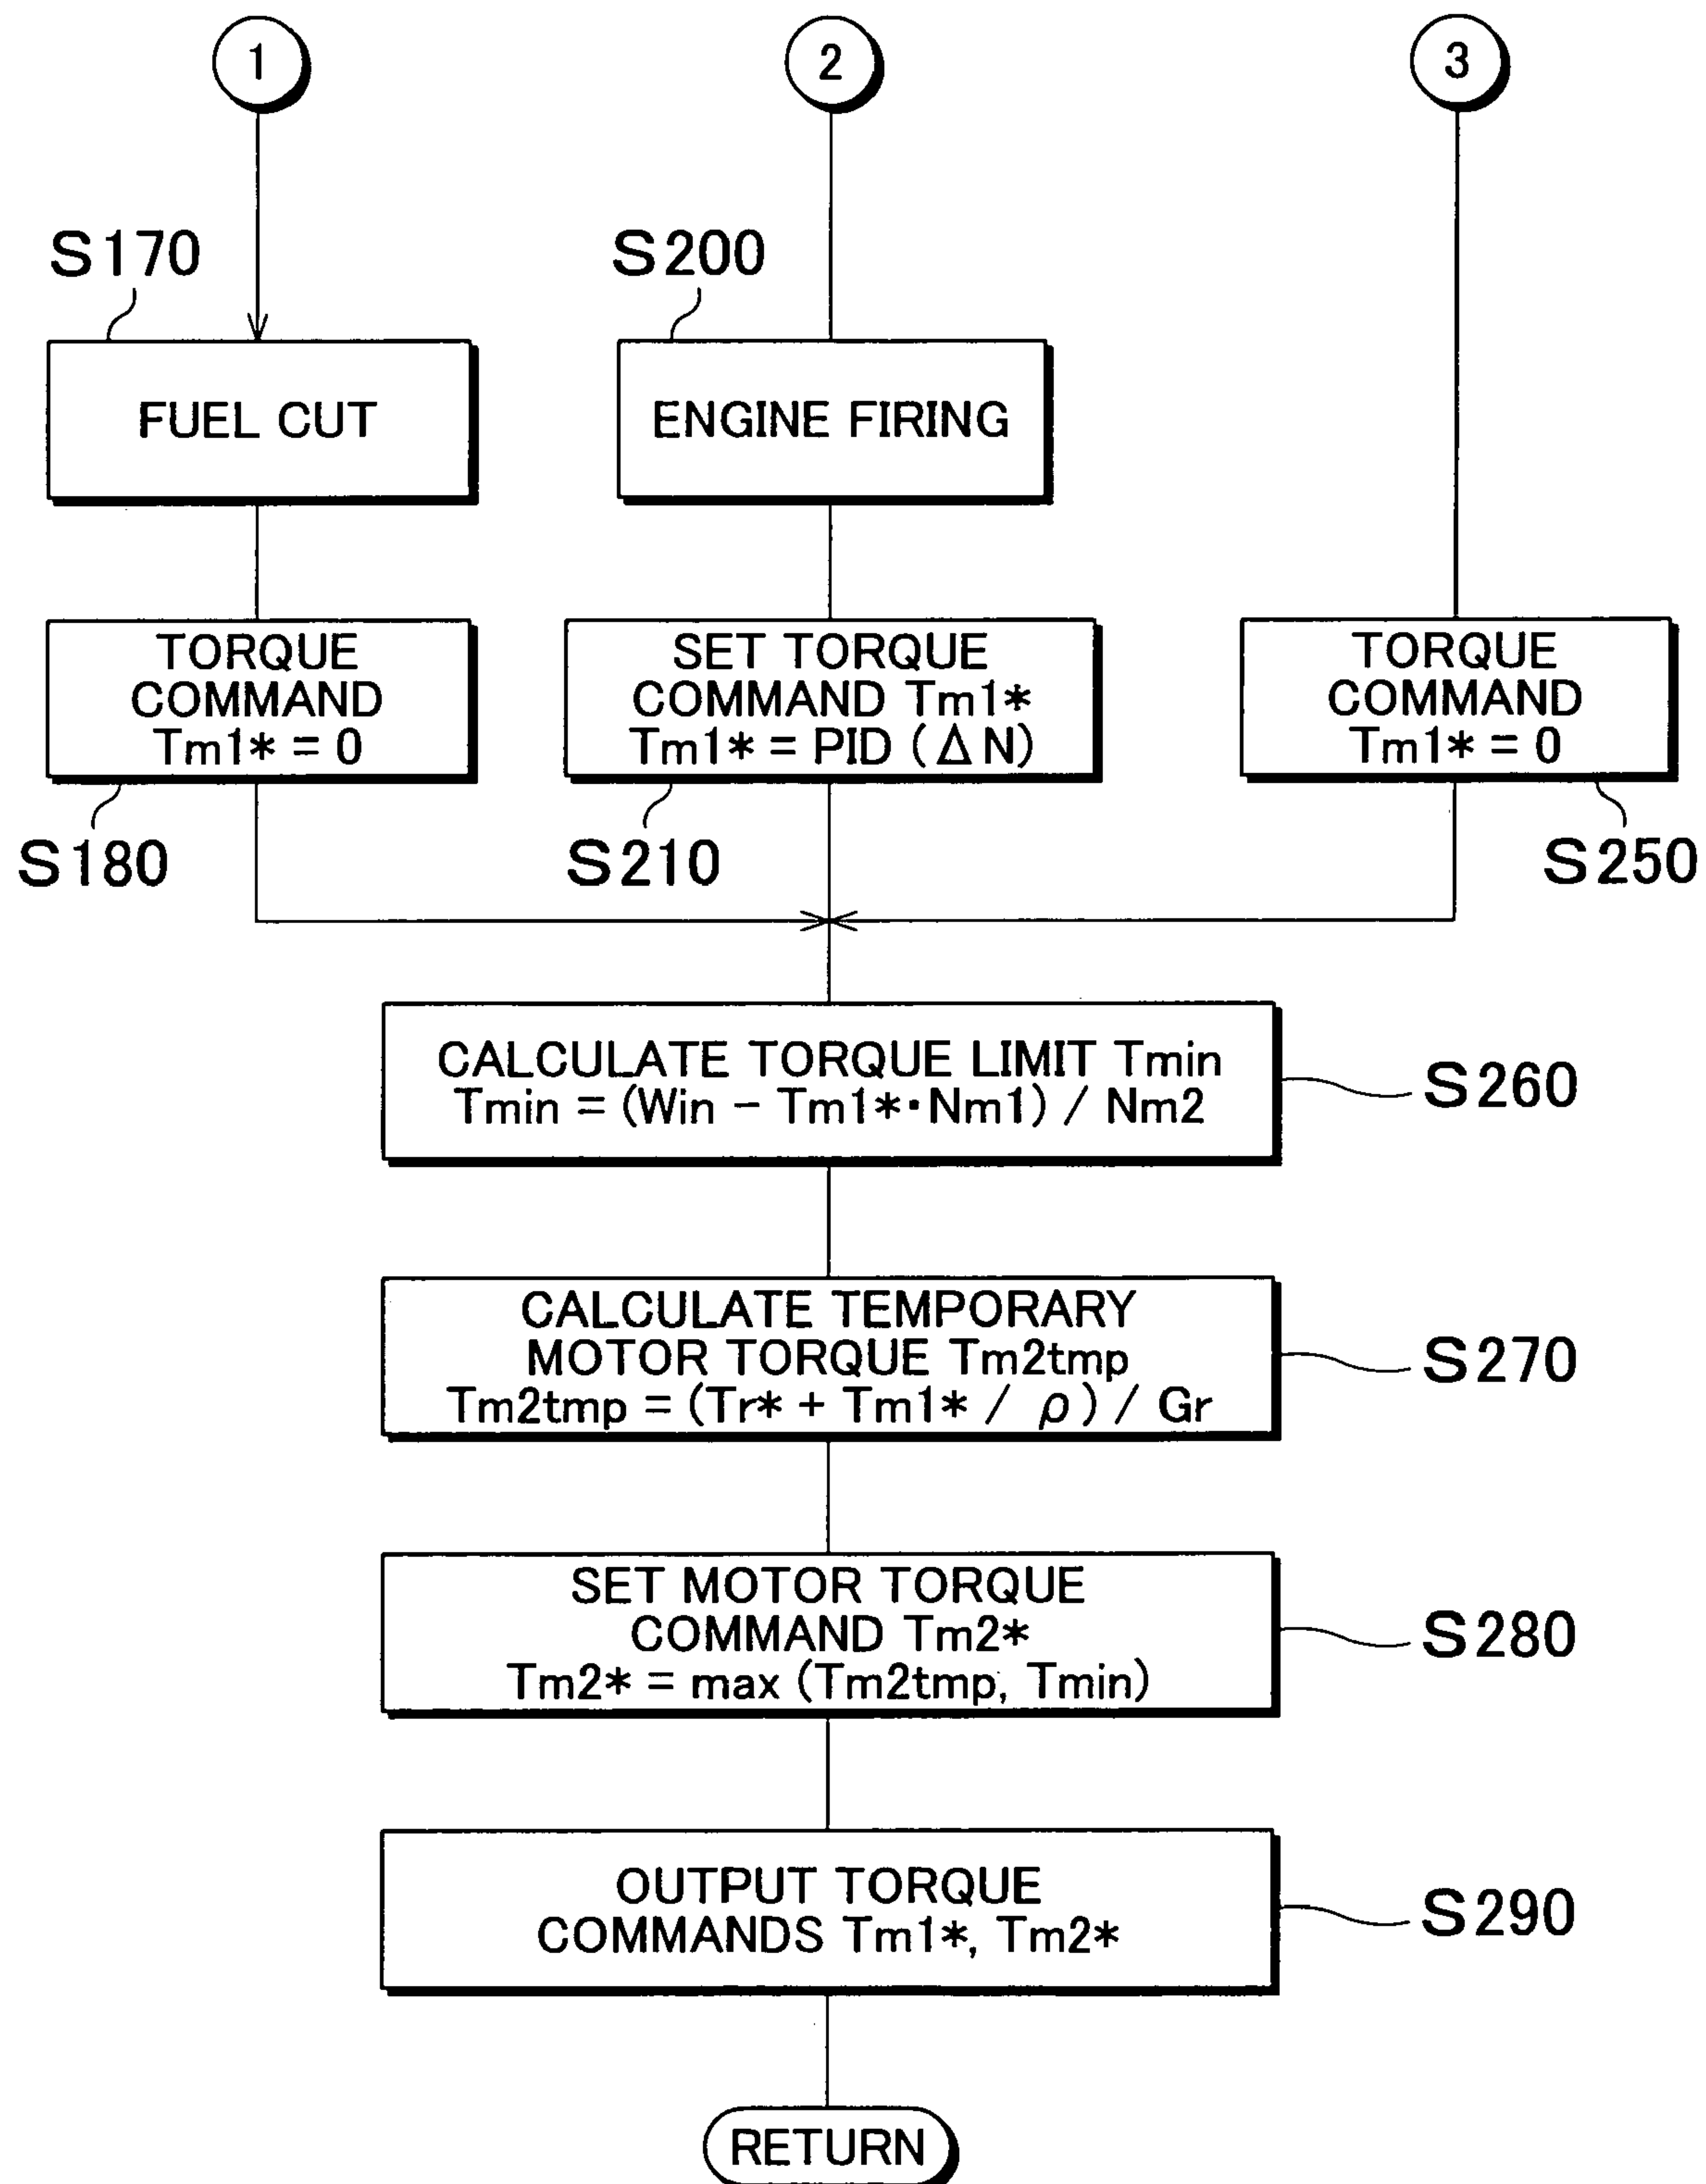 1
2
3
S170
S200
FUEL CUT
ENGINE FIRING
TORQUE
COMMAND
Tm1* = 0
SET TORQUE
COMMAND Tm1*
Tm1* = PID (ΔN)
TORQUE
COMMAND
Tm1* = 0
S180
S210
S250
CALCULATE TORQUE LIMIT Tmin
Tmin = (Win - Tm1*·Nm1) / Nm2
S260
CALCULATE TEMPORARY
MOTOR TORQUE Tm2tmp
Tm2tmp = (Tr* + Tm1* / ρ) / Gr
S270
SET MOTOR TORQUE
COMMAND Tm2*
Tm2* = max (Tm2tmp, Tmin)
S280
OUTPUT TORQUE
COMMANDS Tm1*, Tm2*
S290
RETURN